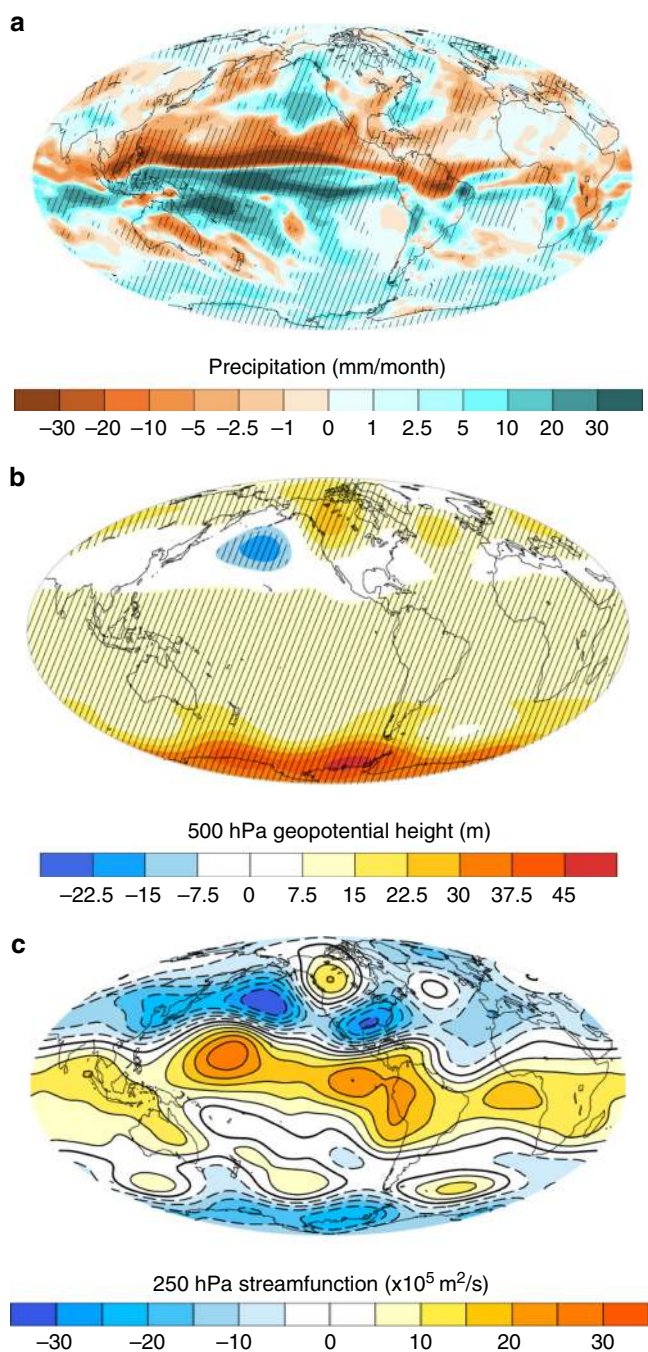 a
Precipitation (mm/month)
−30 −20 −10 −5 −2.5 −1 0 1 2.5 5 10 20 30
b
500 hPa geopotential height (m)
−22.5 −15 −7.5 0 7.5 15 22.5 30 37.5 45
c
250 hPa streamfunction (x10⁵ m²/s)
−30 −20 −10 0 10 20 30